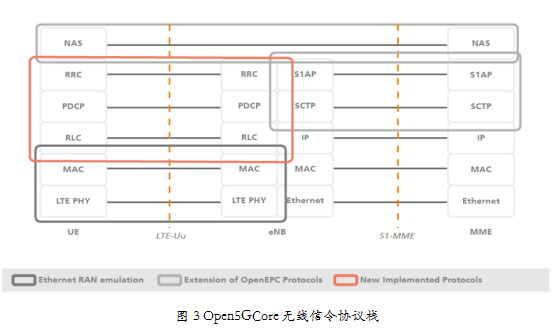 NAS NAS
RRC RRC S1AP S1AP
PDCP PDCP SCTP SCTP
RLC RLC IP IP
MAC MAC MAC MAC
LTE PHY LTE PHY Ethernet Ethernet
UE LTE-Uu eNB S1-MME MME
Ethernet RAN emulation Extension of OpenEPC Protocols New Implemented Protocols
图 3 Open5GCore 无线信令协议栈